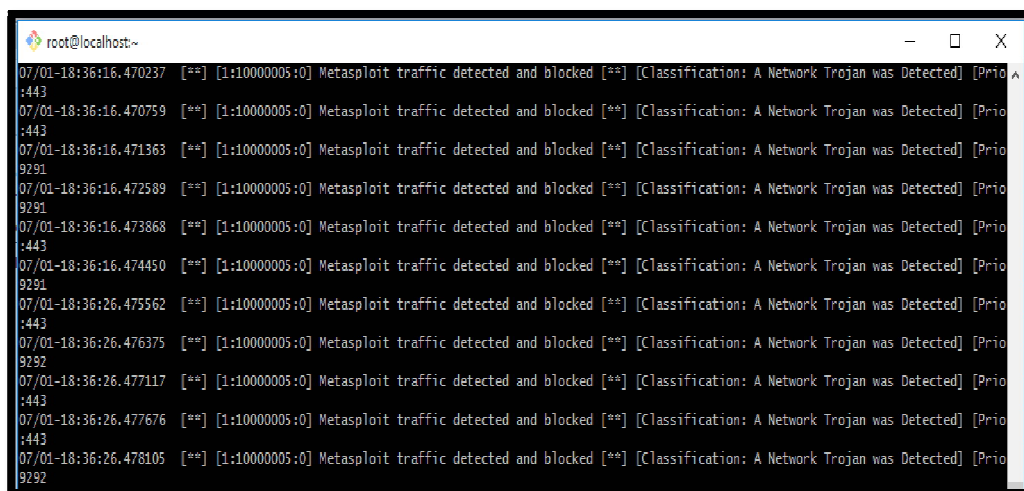 root@localhost:~
07/01-18:36:16.470237 [**] [1:10000005:0] Metasploit traffic detected and blocked [**] [Classification: A Network Trojan was Detected] [Prio
:443
07/01-18:36:16.470759 [**] [1:10000005:0] Metasploit traffic detected and blocked [**] [Classification: A Network Trojan was Detected] [Prio
:443
07/01-18:36:16.471363 [**] [1:10000005:0] Metasploit traffic detected and blocked [**] [Classification: A Network Trojan was Detected] [Prio
9291
07/01-18:36:16.472589 [**] [1:10000005:0] Metasploit traffic detected and blocked [**] [Classification: A Network Trojan was Detected] [Prio
9291
07/01-18:36:16.473868 [**] [1:10000005:0] Metasploit traffic detected and blocked [**] [Classification: A Network Trojan was Detected] [Prio
:443
07/01-18:36:16.474450 [**] [1:10000005:0] Metasploit traffic detected and blocked [**] [Classification: A Network Trojan was Detected] [Prio
9291
07/01-18:36:26.475562 [**] [1:10000005:0] Metasploit traffic detected and blocked [**] [Classification: A Network Trojan was Detected] [Prio
:443
07/01-18:36:26.476375 [**] [1:10000005:0] Metasploit traffic detected and blocked [**] [Classification: A Network Trojan was Detected] [Prio
9292
07/01-18:36:26.477117 [**] [1:10000005:0] Metasploit traffic detected and blocked [**] [Classification: A Network Trojan was Detected] [Prio
:443
07/01-18:36:26.477676 [**] [1:10000005:0] Metasploit traffic detected and blocked [**] [Classification: A Network Trojan was Detected] [Prio
:443
07/01-18:36:26.478105 [**] [1:10000005:0] Metasploit traffic detected and blocked [**] [Classification: A Network Trojan was Detected] [Prio
9292